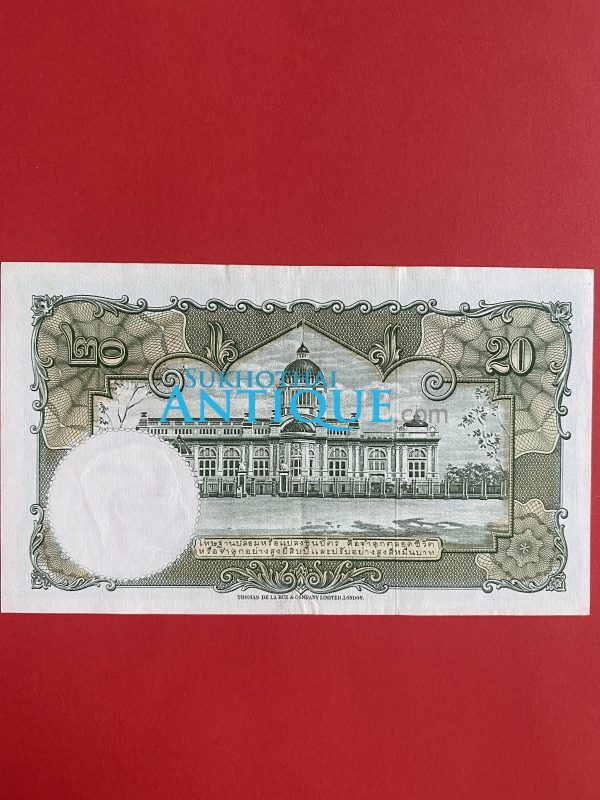 ๒๐
20
SUKHOTHAI
ANTIQUE.com
โทษฐานปลอมหรือแปลงธนบัตร คือจำคุกตลอดชีวิต
หรือจำคุกอย่างสูงยี่สิบปีและปรับอย่างสูงสี่หมื่นบาท
THOMAS DE LA RUE & COMPANY LIMITED, LONDON.